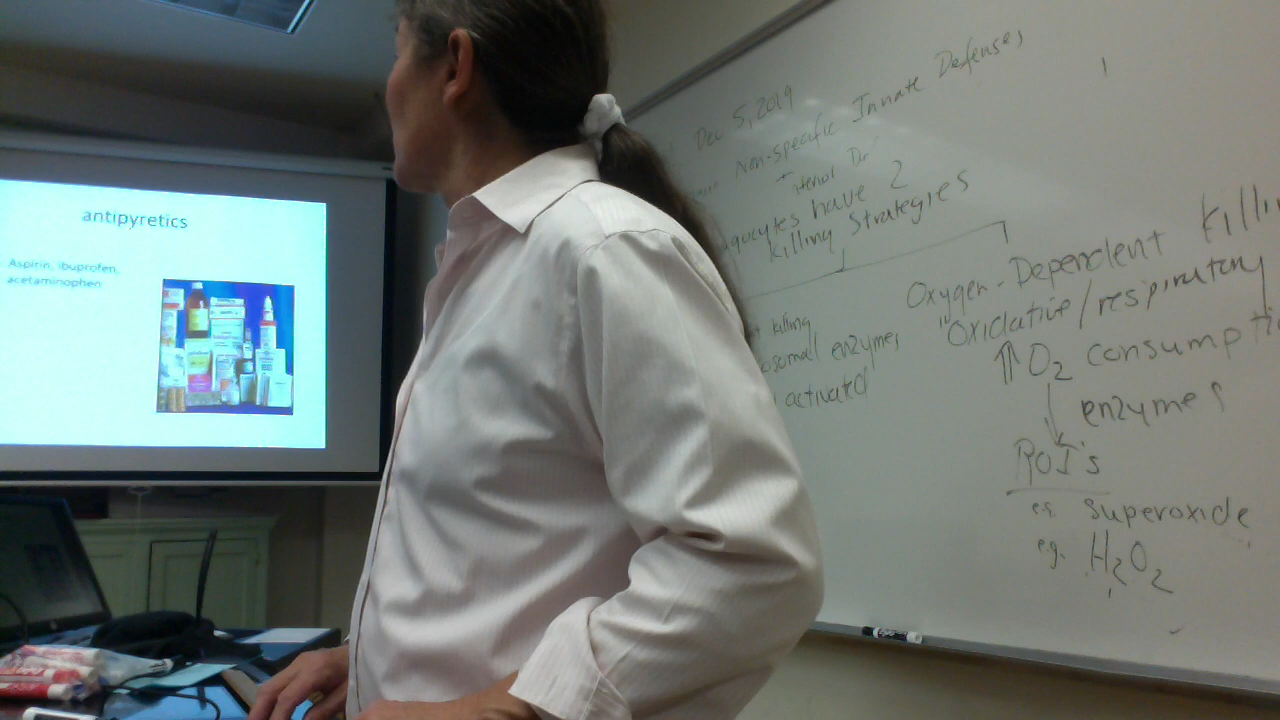 antipyretics
Aspirin, ibuprofen,
acetaminophen
Dec 5, 2019
Non-specific Innate Defenses
have 2
killing strategies
killing
enzymes
activated
Oxygen-Dependent
"Oxidative/respiratory
⇑ O2
enzymes
ROI's
e.g. superoxide
e.g. H2O2